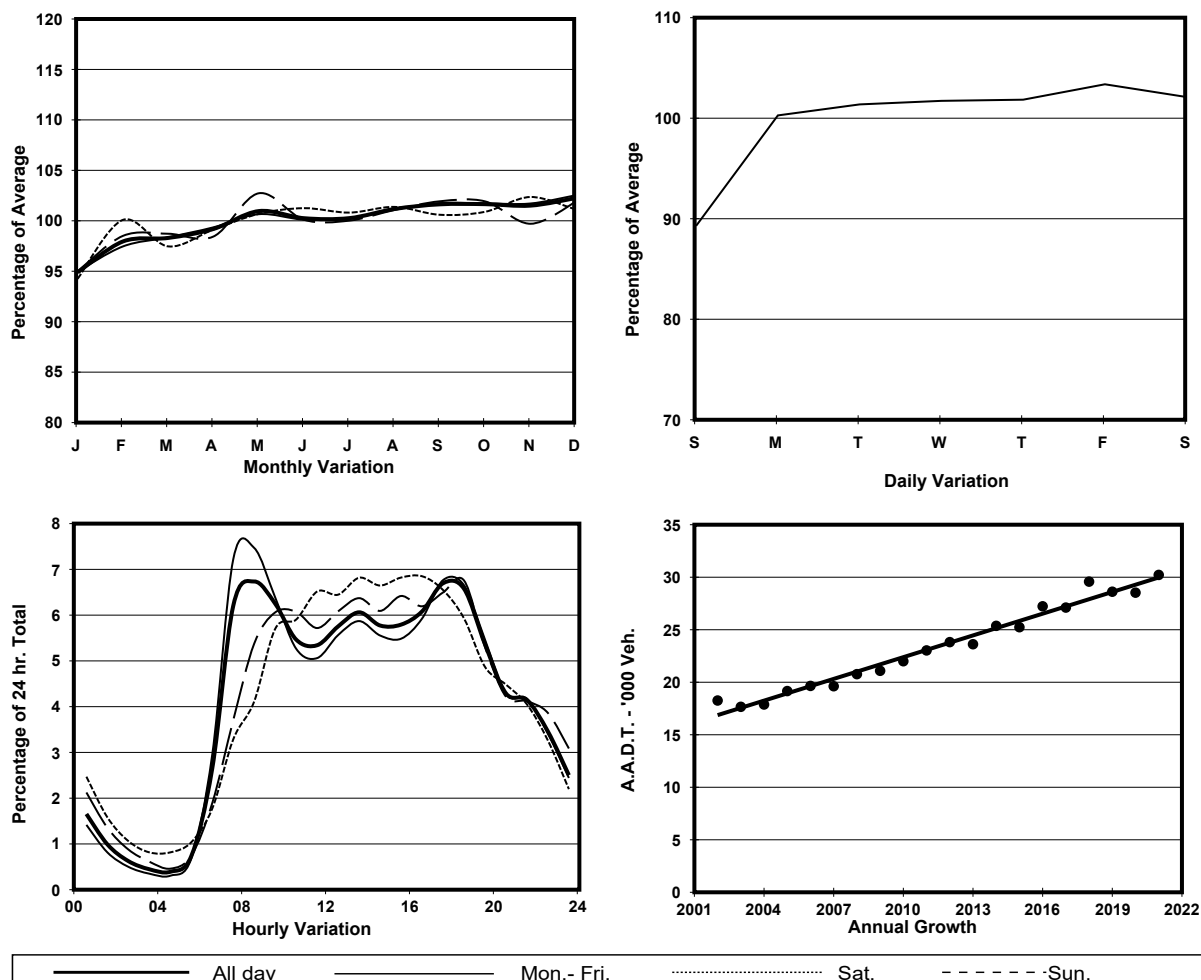 120
115
110
105
100
95
90
85
80
Percentage of Average
J F M A M J J A S O N D
Monthly Variation
110
100
90
80
70
Percentage of Average
S M T W T F S
Daily Variation
8
7
6
5
4
3
2
1
0
Percentage of 24 hr. Total
00 04 08 12 16 20 24
Hourly Variation
35
30
25
20
15
10
5
0
A.A.D.T. - '000 Veh.
2001 2004 2007 2010 2013 2016 2019 2022
Annual Growth
All day Mon.- Fri. Sat. Sun.